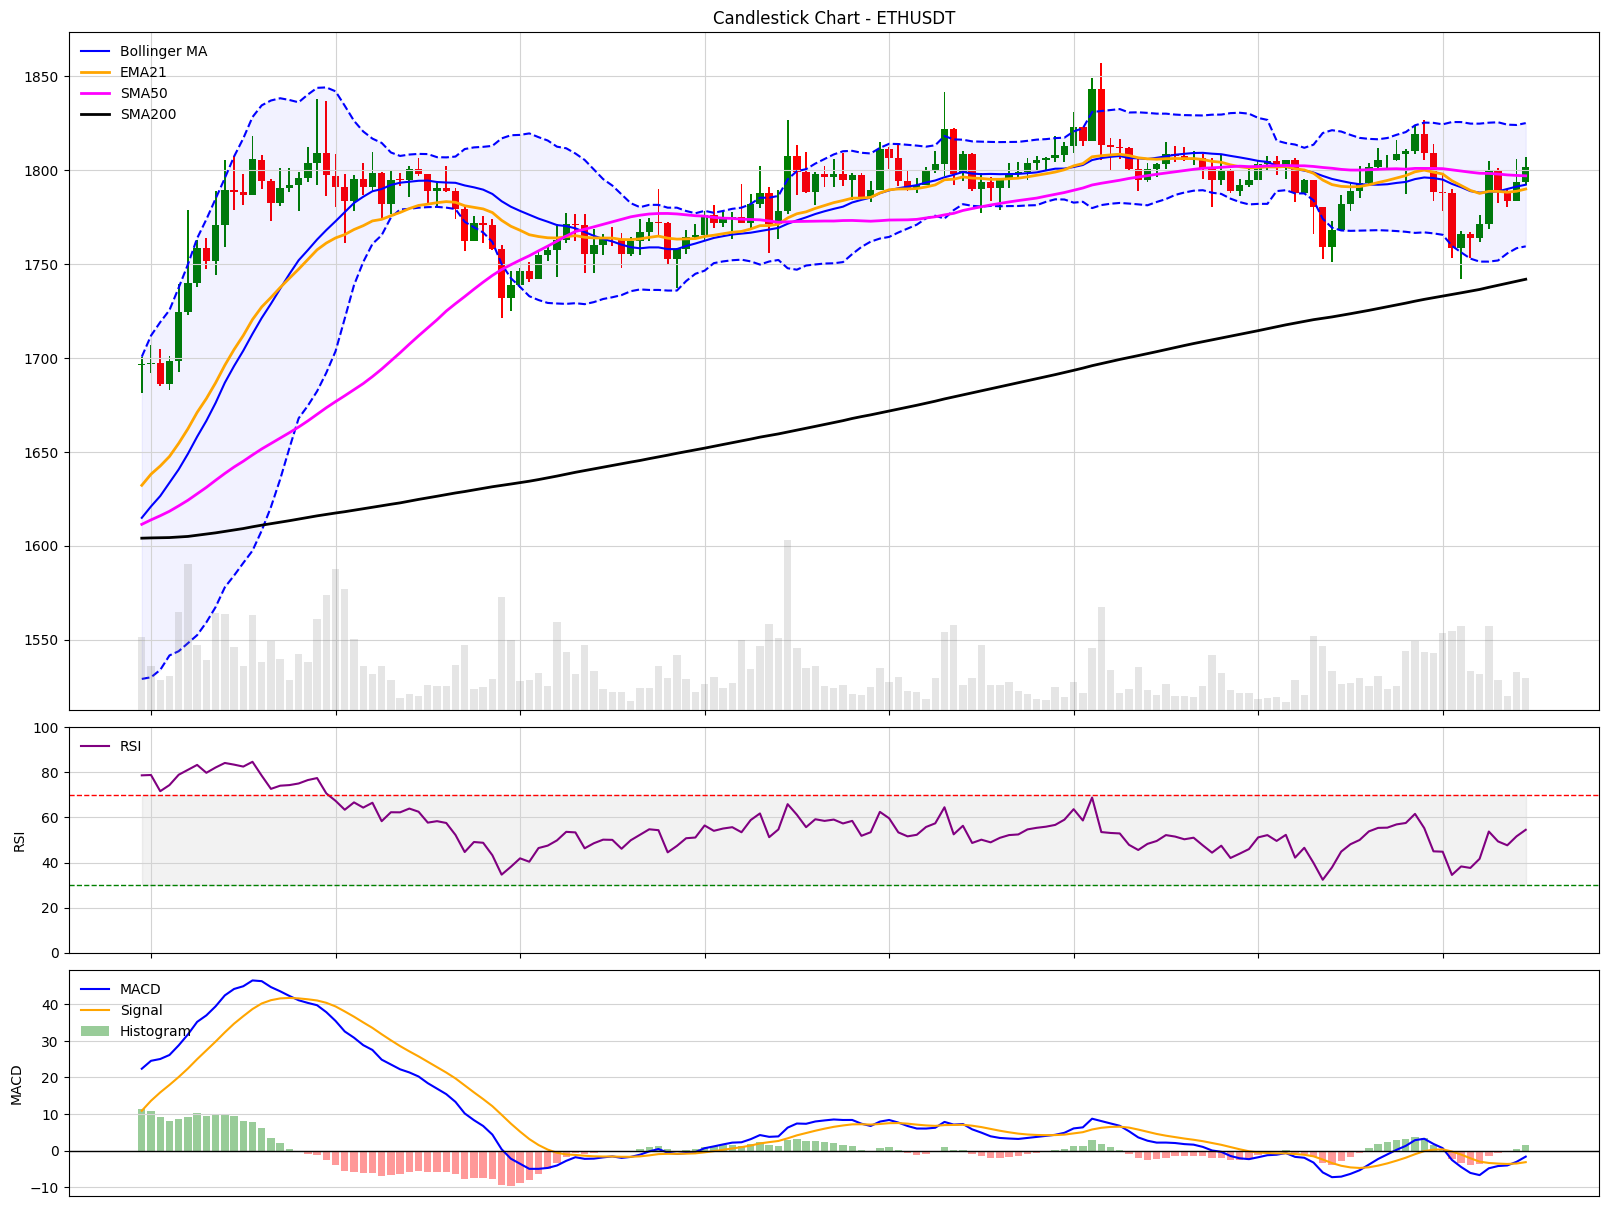 Candlestick Chart - ETHUSDT
Bollinger MA
EMA21
SMA50
SMA200
1850
1800
1750
1700
1650
1600
1550
RSI
RSI
100
80
60
40
20
0
MACD
Signal
Histogram
MACD
40
30
20
10
0
−10